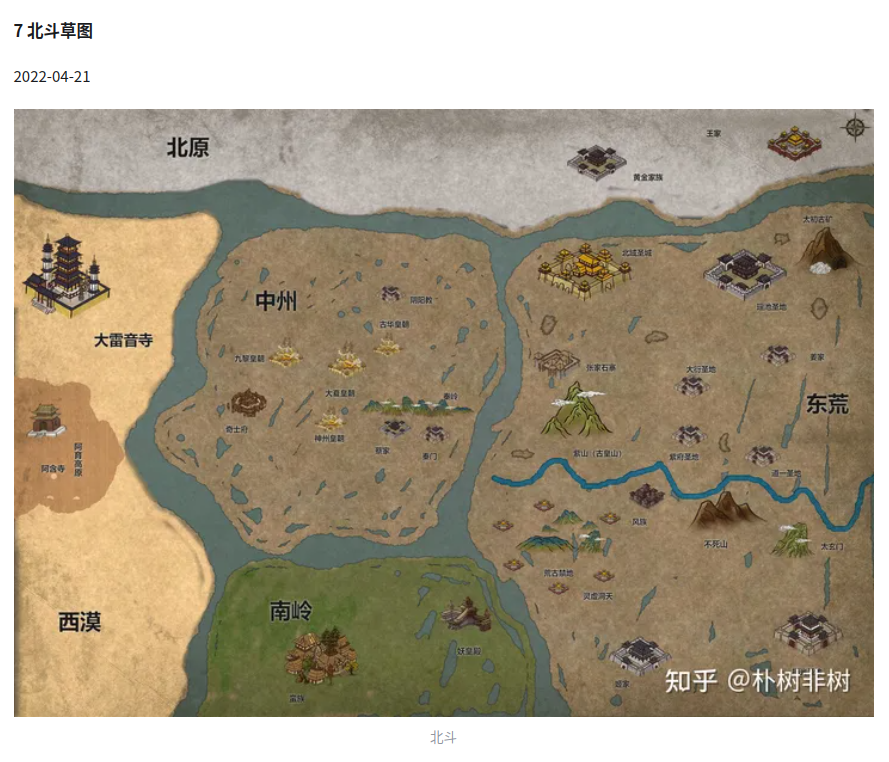 7 北斗草图
2022-04-21
北原
王家
黄金家族
太初古矿
北域圣城
瑶池圣地
中州
阴阳教
古华皇朝
大雷音寺
九黎皇朝
姜家
张家石寨
大衍圣地
大夏皇朝
秦岭
东荒
奇士府
神州皇朝
阿育高原
阿含寺
秦门
紫山（古皇山）
紫府圣地
道一圣地
风族
不死山
太玄门
荒古禁地
灵虚洞天
南岭
西漠
妖皇殿
姬家
蛮族
知乎 @朴树非树
北斗